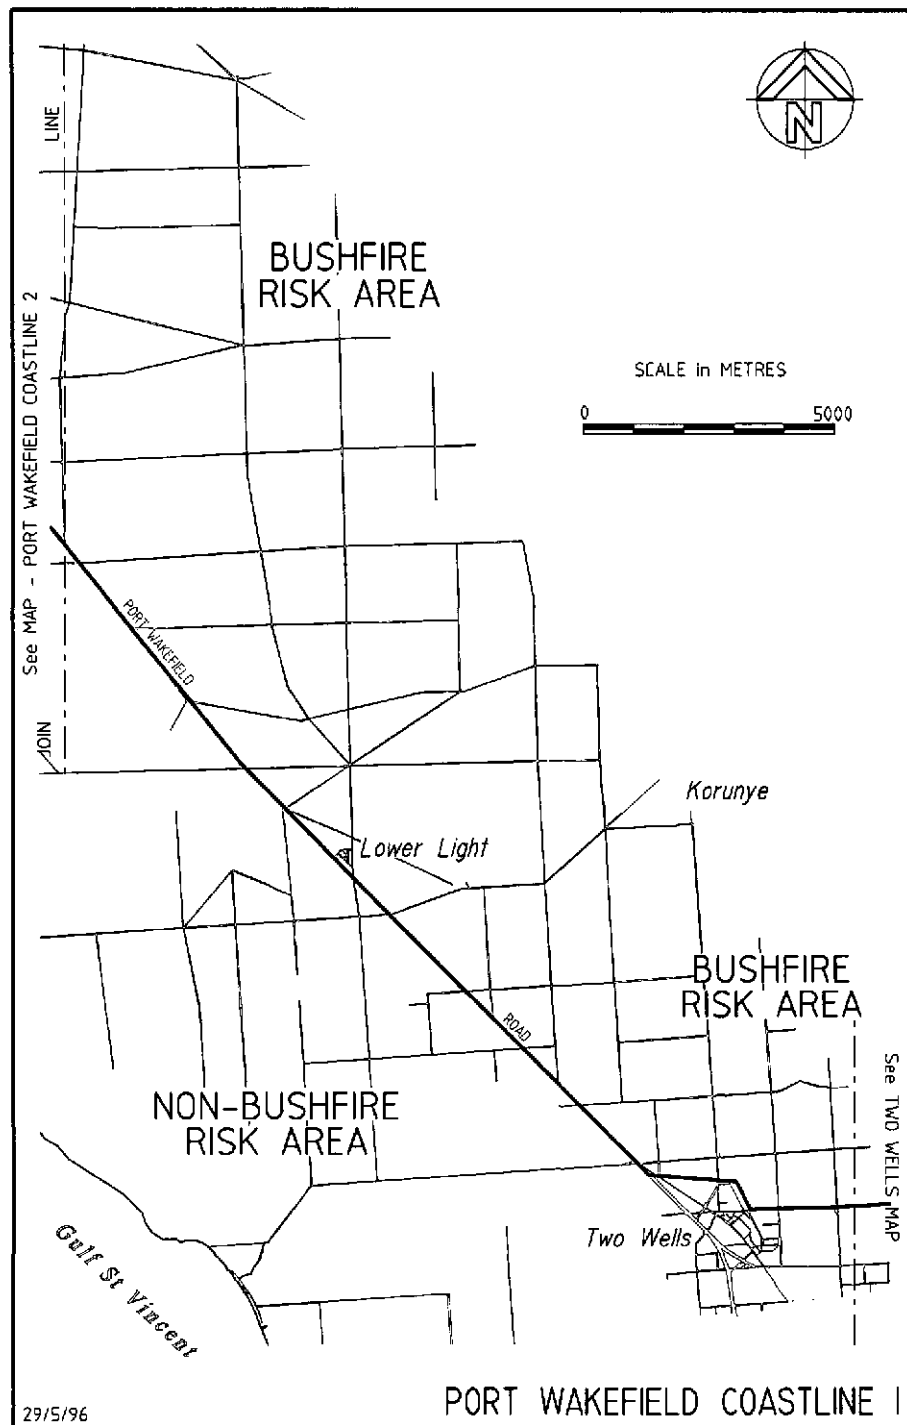 N
LINE
BUSHFIRE
RISK AREA
See MAP - PORT WAKEFIELD COASTLINE 2
SCALE in METRES
0 5000
PORT WAKEFIELD
JOIN
Korunye
Lower Light
BUSHFIRE
RISK AREA
ROAD
See TWO WELLS MAP
NON-BUSHFIRE
RISK AREA
Two Wells
Gulf St Vincent
PORT WAKEFIELD COASTLINE 1
29/5/96